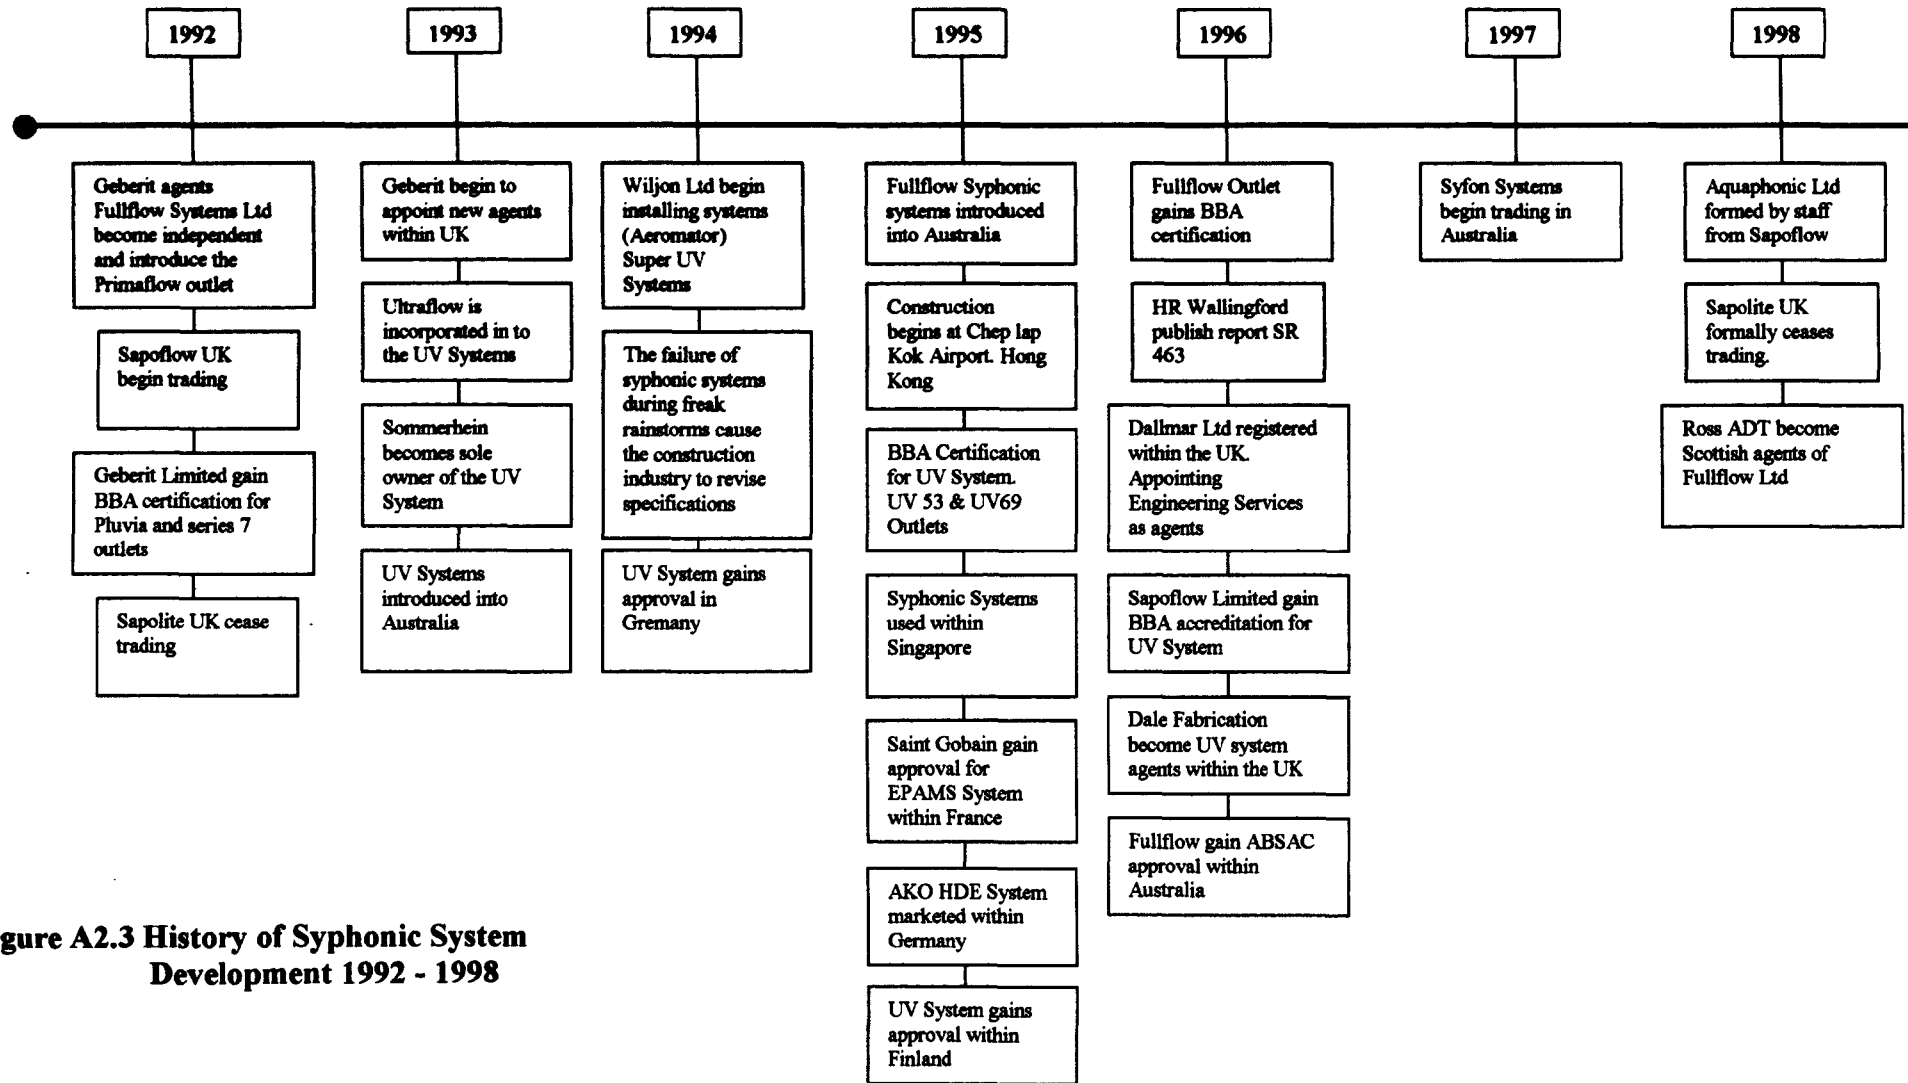 1992
1993
1994
1995
1996
1997
1998
Geberit agents
Fullflow Systems Ltd
become independent
and introduce the
Primaflow outlet
Sapoflow UK
begin trading
Geberit Limited gain
BBA certification for
Pluvia and series 7
outlets
Sapolite UK cease
trading
Geberit begin to
appoint new agents
within UK
Ultraflow is
incorporated in to
the UV Systems
Sommerhein
becomes sole
owner of the UV
System
UV Systems
introduced into
Australia
Wiljon Ltd begin
installing systems
(Aeromator)
Super UV
Systems
The failure of
syphonic systems
during freak
rainstorms cause
the construction
industry to revise
specifications
UV System gains
approval in
Gremany
Fullflow Syphonic
systems introduced
into Australia
Construction
begins at Chep lap
Kok Airport. Hong
Kong
BBA Certification
for UV System.
UV 53 & UV69
Outlets
Syphonic Systems
used within
Singapore
Saint Gobain gain
approval for
EPAMS System
within France
AKO HDE System
marketed within
Germany
UV System gains
approval within
Finland
Fullflow Outlet
gains BBA
certification
HR Wallingford
publish report SR
463
Dallmar Ltd registered
within the UK.
Appointing
Engineering Services
as agents
Sapoflow Limited gain
BBA accreditation for
UV System
Dale Fabrication
become UV system
agents within the UK
Fullflow gain ABSAC
approval within
Australia
Syfon Systems
begin trading in
Australia
Aquaphonic Ltd
formed by staff
from Sapoflow
Sapolite UK
formally ceases
trading.
Ross ADT become
Scottish agents of
Fullflow Ltd
gure A2.3 History of Syphonic System
Development 1992 - 1998